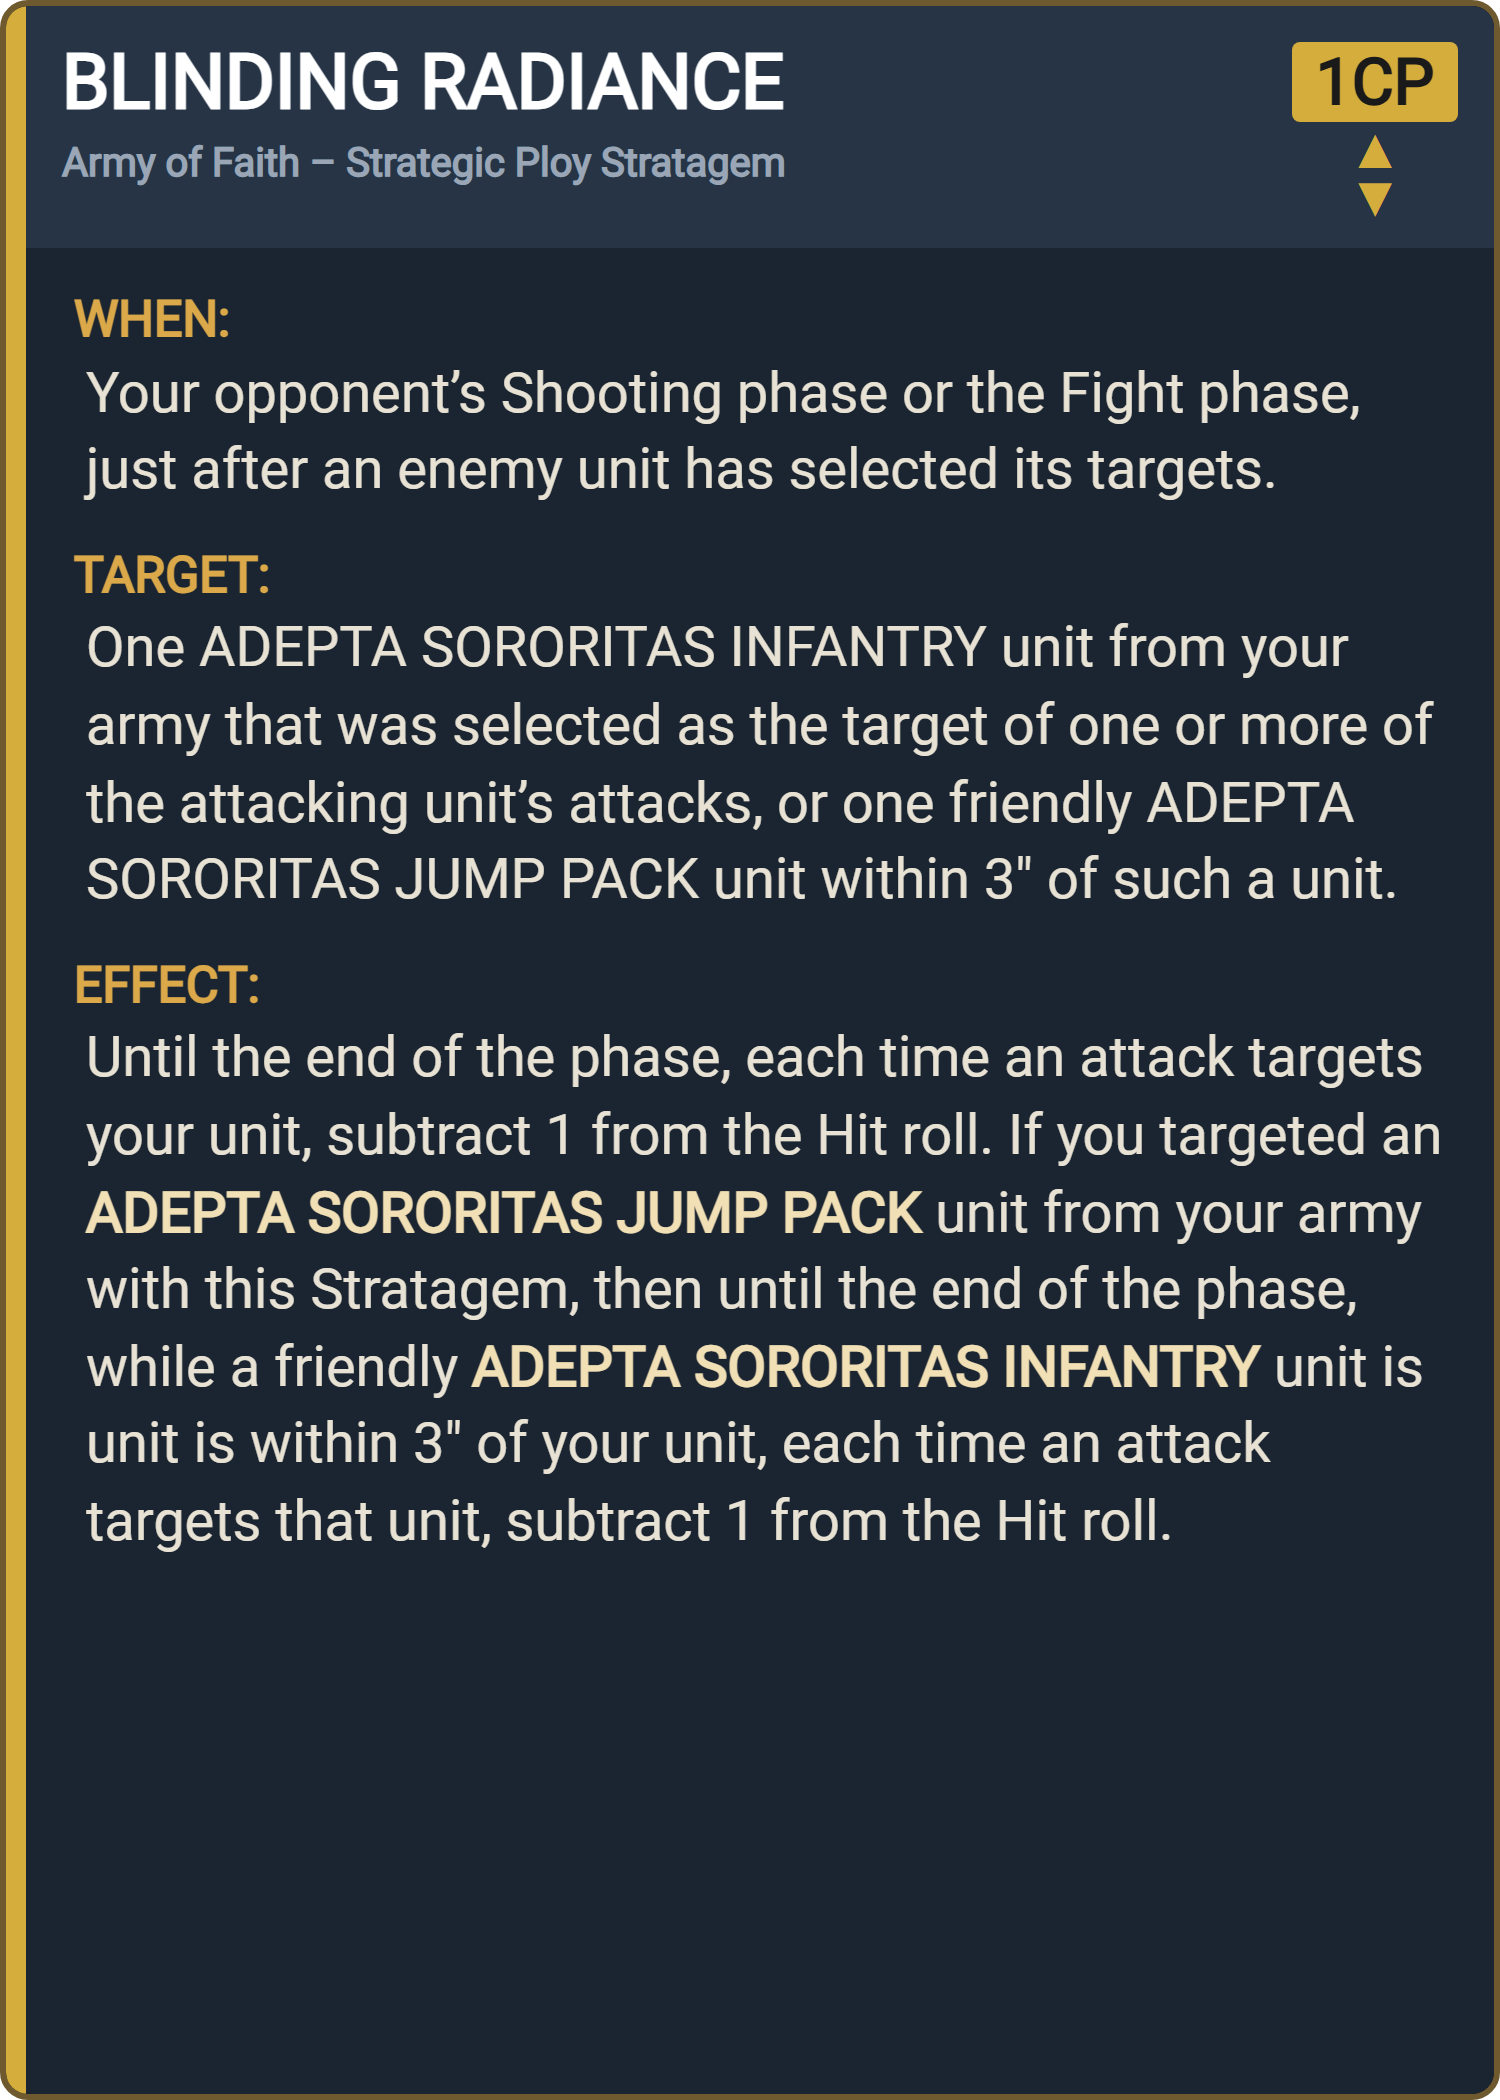 BLINDING RADIANCE
1CP
Army of Faith – Strategic Ploy Stratagem
WHEN:
Your opponent’s Shooting phase or the Fight phase,
just after an enemy unit has selected its targets.
TARGET:
One ADEPTA SORORITAS INFANTRY unit from your
army that was selected as the target of one or more of
the attacking unit’s attacks, or one friendly ADEPTA
SORORITAS JUMP PACK unit within 3" of such a unit.
EFFECT:
Until the end of the phase, each time an attack targets
your unit, subtract 1 from the Hit roll. If you targeted an
ADEPTA SORORITAS JUMP PACK unit from your army
with this Stratagem, then until the end of the phase,
while a friendly ADEPTA SORORITAS INFANTRY unit is
unit is within 3" of your unit, each time an attack
targets that unit, subtract 1 from the Hit roll.